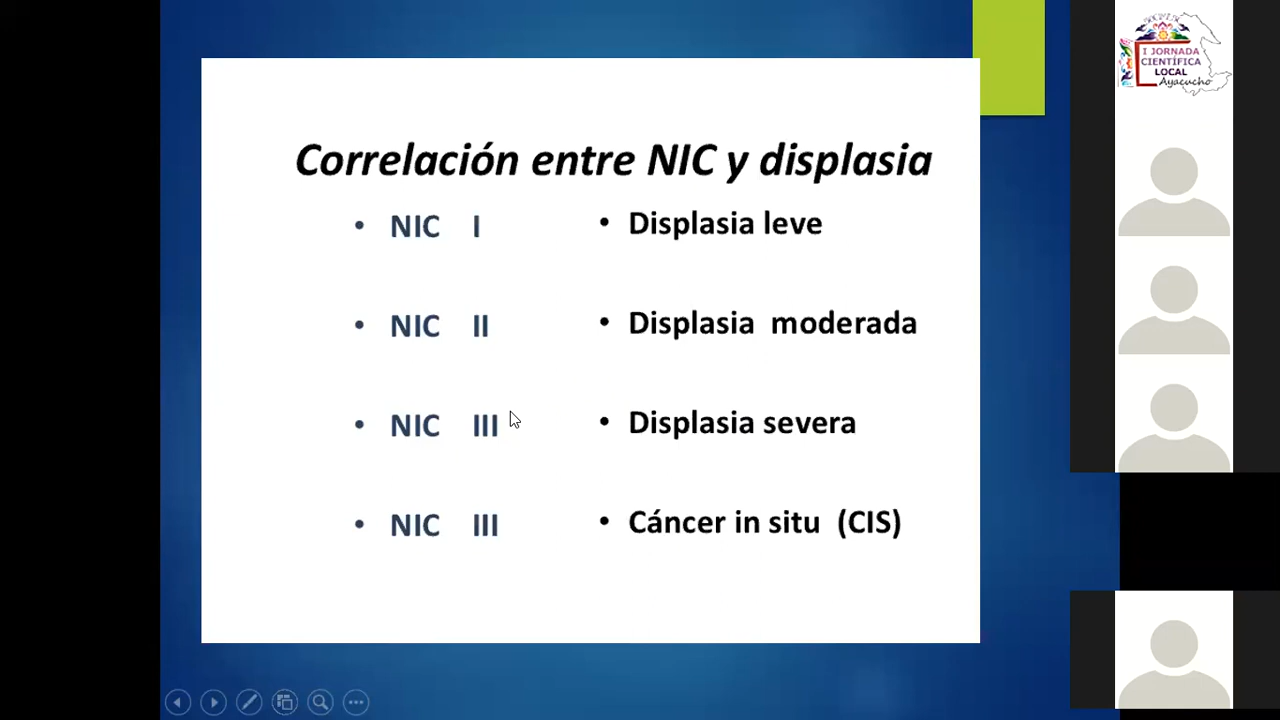 Correlación entre NIC y displasia
• NIC I • Displasia leve
• NIC II • Displasia moderada
• NIC III • Displasia severa
• NIC III • Cáncer in situ (CIS)
I JORNADA
CIENTÍFICA
LOCAL
Ayacucho